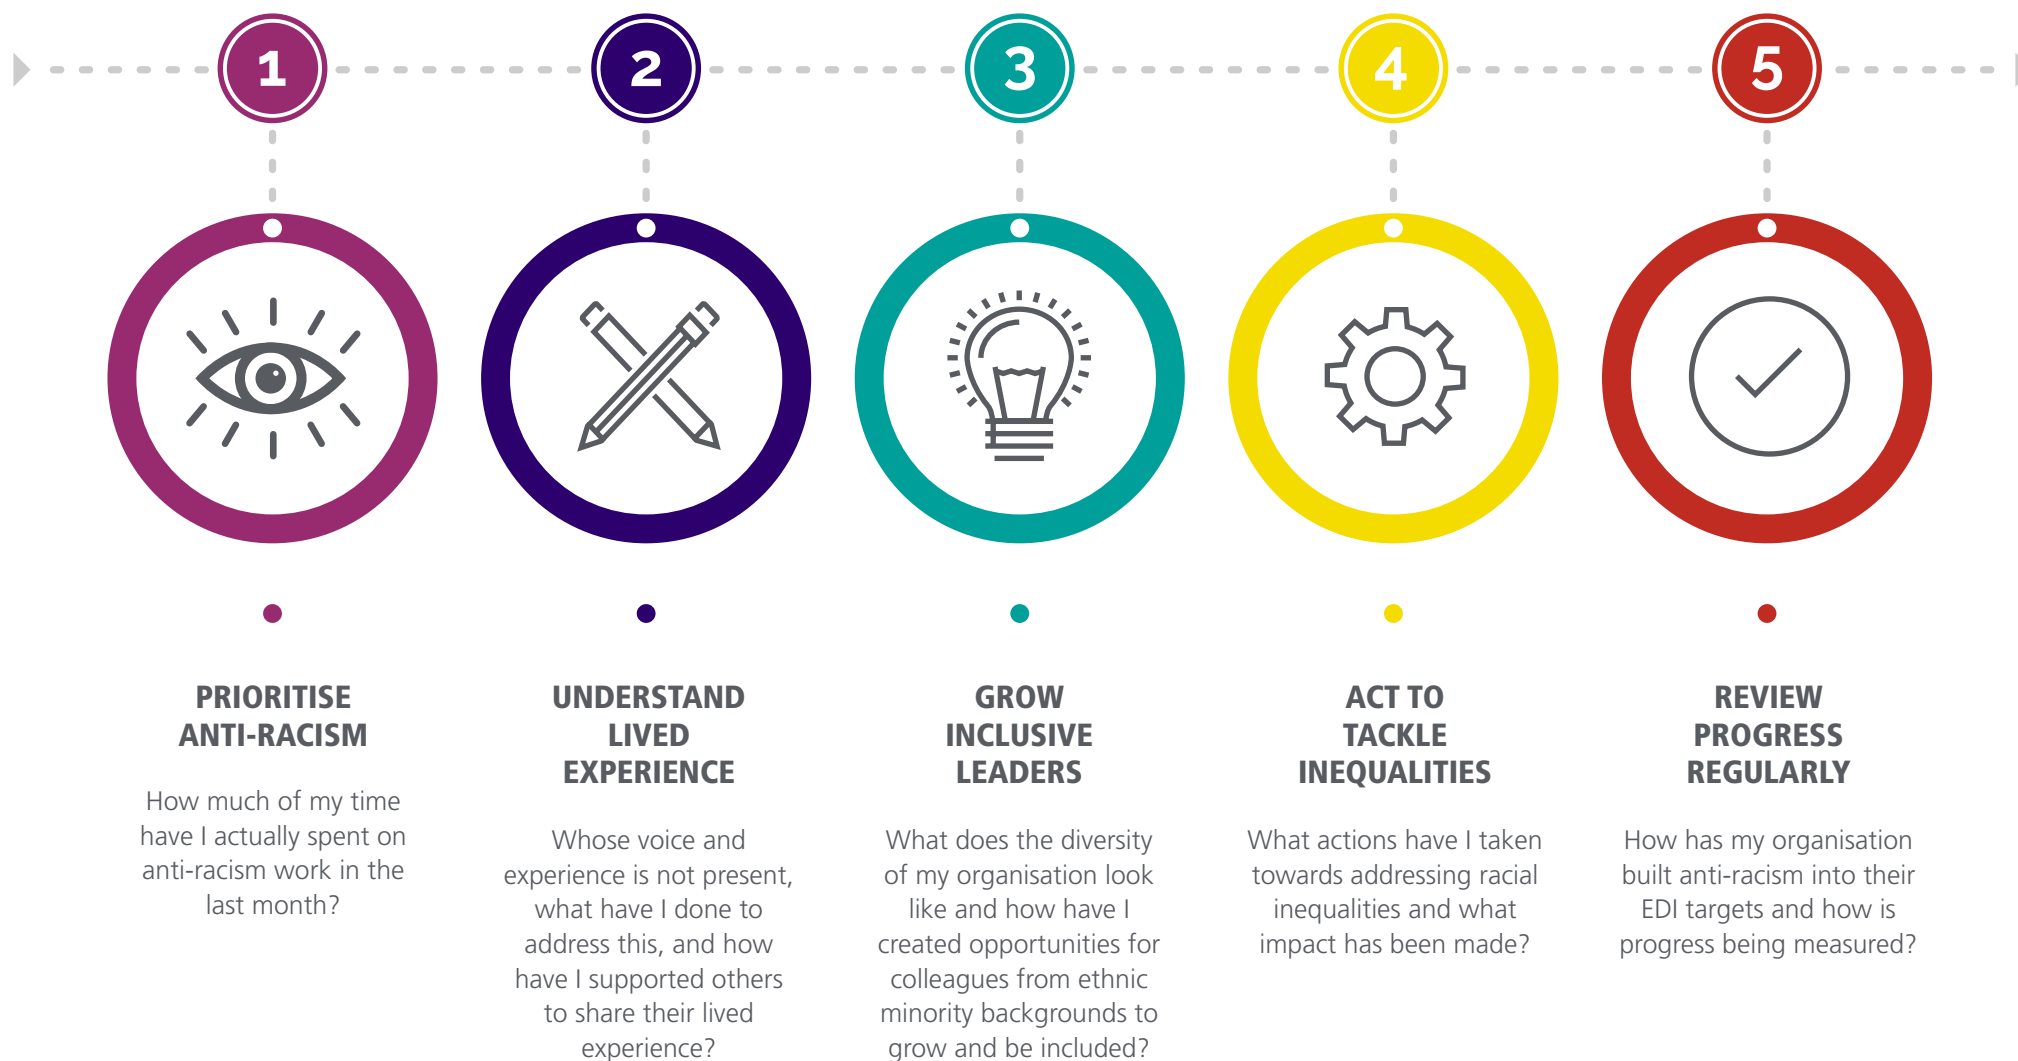 1
2
3
4
5
PRIORITISE
ANTI-RACISM
How much of my time
have I actually spent on
anti-racism work in the
last month?
UNDERSTAND
LIVED
EXPERIENCE
Whose voice and
experience is not present,
what have I done to
address this, and how
have I supported others
to share their lived
experience?
GROW
INCLUSIVE
LEADERS
What does the diversity
of my organisation look
like and how have I
created opportunities for
colleagues from ethnic
minority backgrounds to
grow and be included?
ACT TO
TACKLE
INEQUALITIES
What actions have I taken
towards addressing racial
inequalities and what
impact has been made?
REVIEW
PROGRESS
REGULARLY
How has my organisation
built anti-racism into their
EDI targets and how is
progress being measured?